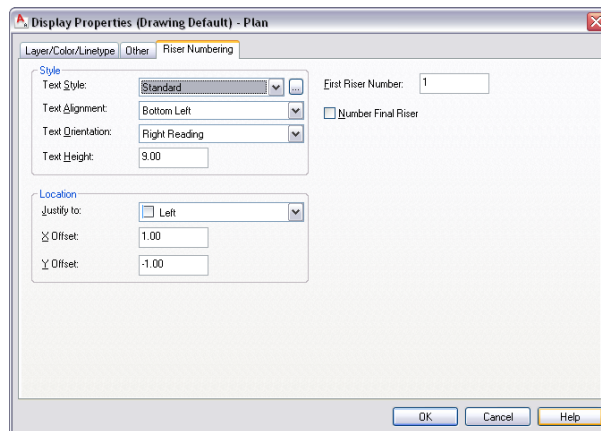 Display Properties (Drawing Default) - Plan
Layer/Color/Linetype Other Riser Numbering
Style
Text Style: Standard ... First Riser Number: 1
Text Alignment: Bottom Left Number Final Riser
Text Orientation: Right Reading
Text Height: 9.00
Location
Justify to: Left
X Offset: 1.00
Y Offset: -1.00
OK Cancel Help